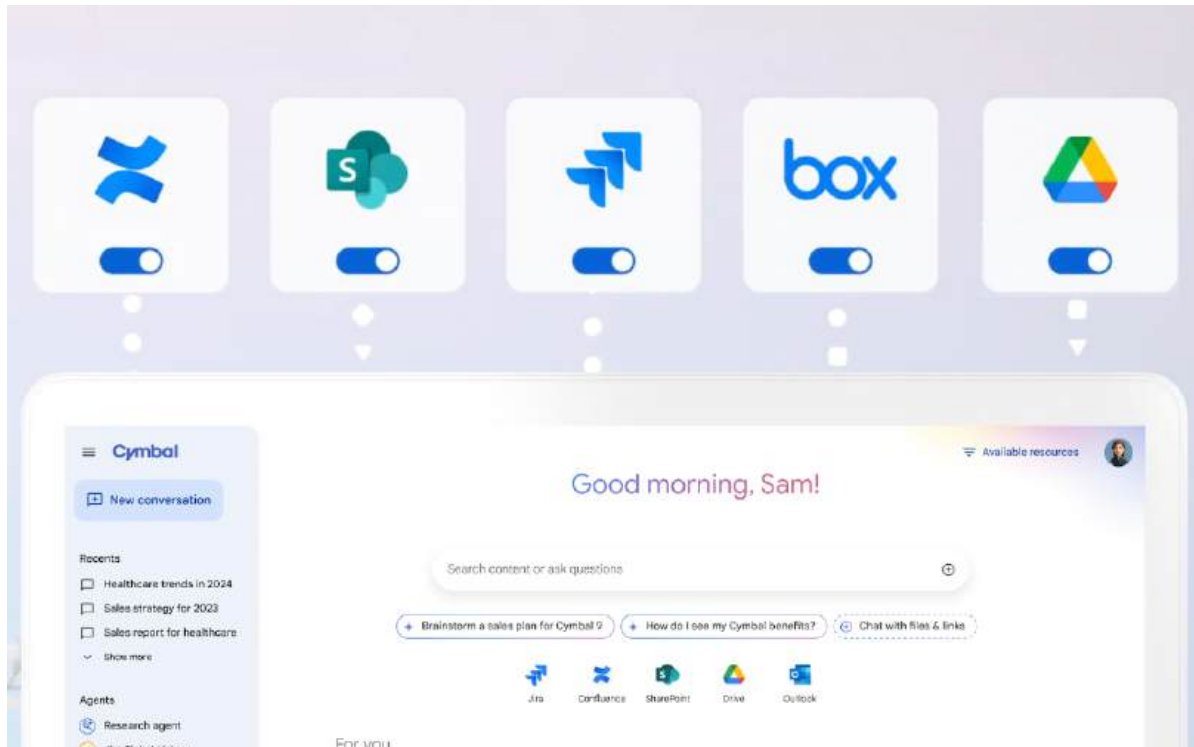 S
box
Cymbal
Available resources
New conversation
Good morning, Sam!
Recents
Search content or ask questions
Healthcare trends in 2024
Sales strategy for 2023
Sales report for healthcare
Brainstorm a sales plan for Cymbal 9
How do I see my Cymbal benefits?
Chat with files & links
Show more
Jira
Confluence
SharePoint
Drive
Outlook
Agents
Research agent
For you